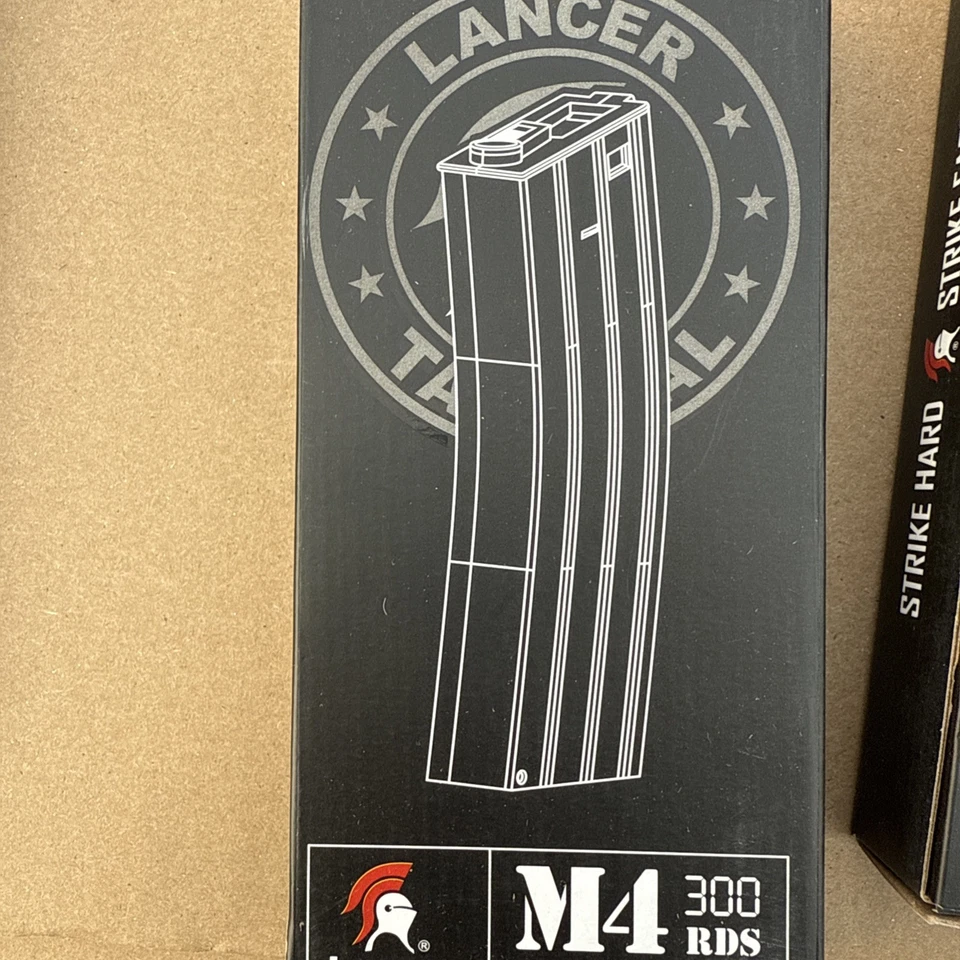 LANCER
TA AL
M4
300
RDS
®
STRIKE HARD
STRIKE
®